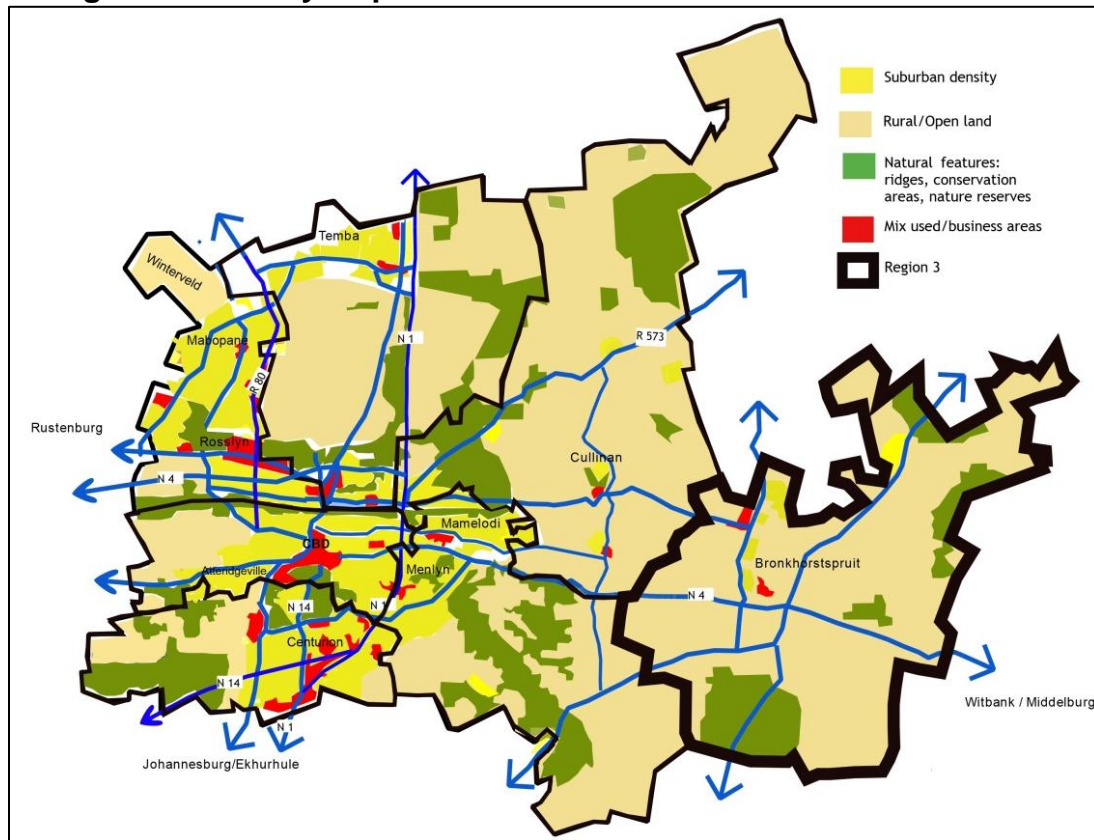 Suburban density
Rural/Open land
Natural features:
ridges, conservation
areas, nature reserves
Mix used/business areas
Region 3
Temba
Winterveld
Mabopane
N 1
R 573
R 80
Rustenburg
Rosslyn
N 4
Cullinan
Mamelodi
CBD
Bronkhorstspruit
Atteridgeville
Menlyn
N 4
N 14
N 1
Centurion
N 14
N 1
Witbank / Middelburg
Johannesburg/Ekhurhule